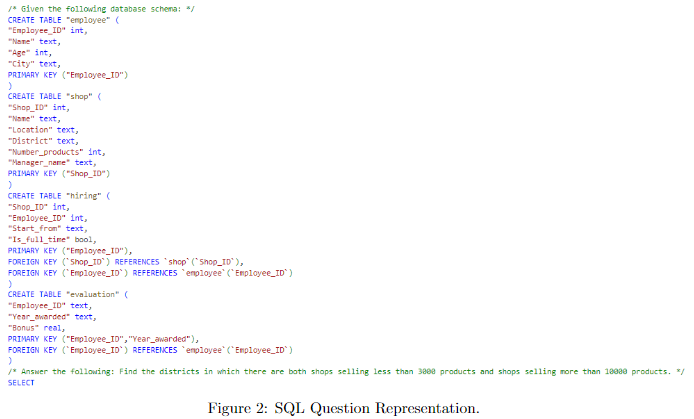 /* Given the following database schema: */
CREATE TABLE "employee" (
"Employee_ID" int,
"Name" text,
"Age" int,
"City" text,
PRIMARY KEY ("Employee_ID")
)
CREATE TABLE "shop" (
"Shop_ID" int,
"Name" text,
"Location" text,
"District" text,
"Number_products" int,
"Manager_name" text,
PRIMARY KEY ("Shop_ID")
)
CREATE TABLE "hiring" (
"Shop_ID" int,
"Employee_ID" int,
"Start_from" text,
"Is_full_time" bool,
PRIMARY KEY ("Employee_ID"),
FOREIGN KEY (`Shop_ID`) REFERENCES `shop`(`Shop_ID`),
FOREIGN KEY (`Employee_ID`) REFERENCES `employee`(`Employee_ID`)
)
CREATE TABLE "evaluation" (
"Employee_ID" text,
"Year_awarded" text,
"Bonus" real,
PRIMARY KEY ("Employee_ID","Year_awarded"),
FOREIGN KEY (`Employee_ID`) REFERENCES `employee`(`Employee_ID`)
)
/* Answer the following: Find the districts in which there are both shops selling less than 3000 products and shops selling more than 10000 products. */
SELECT
Figure 2: SQL Question Representation.